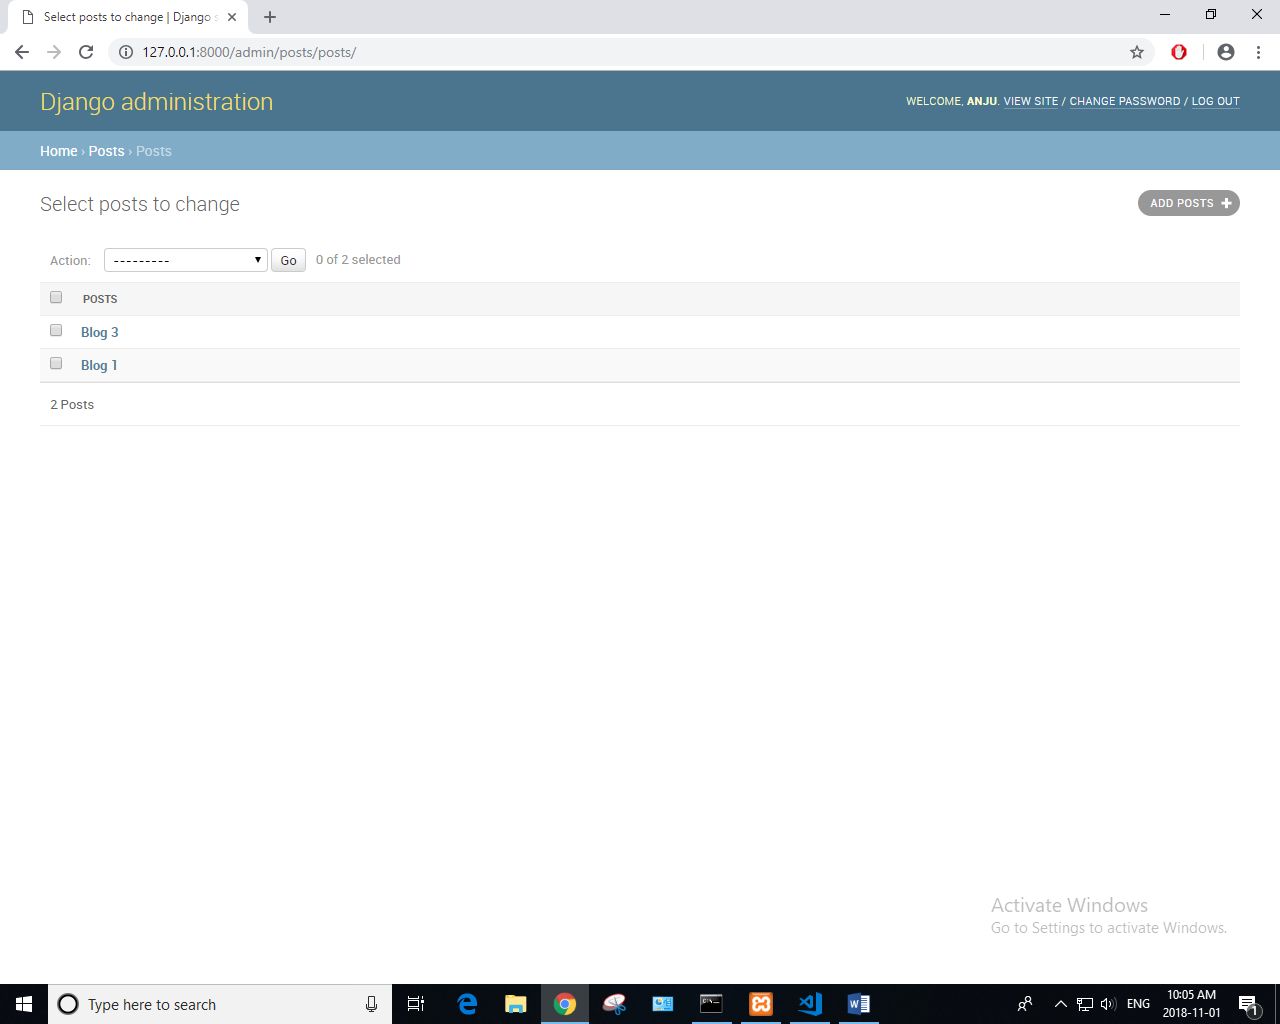 Select posts to change | Django s
127.0.0.1:8000/admin/posts/posts/
Django administration
WELCOME, ANJU. VIEW SITE / CHANGE PASSWORD / LOG OUT
Home › Posts › Posts
Select posts to change
ADD POSTS +
Action: --------- Go 0 of 2 selected
POSTS
Blog 3
Blog 1
2 Posts
Activate Windows
Go to Settings to activate Windows.
Type here to search
ENG
10:05 AM
2018-11-01
1